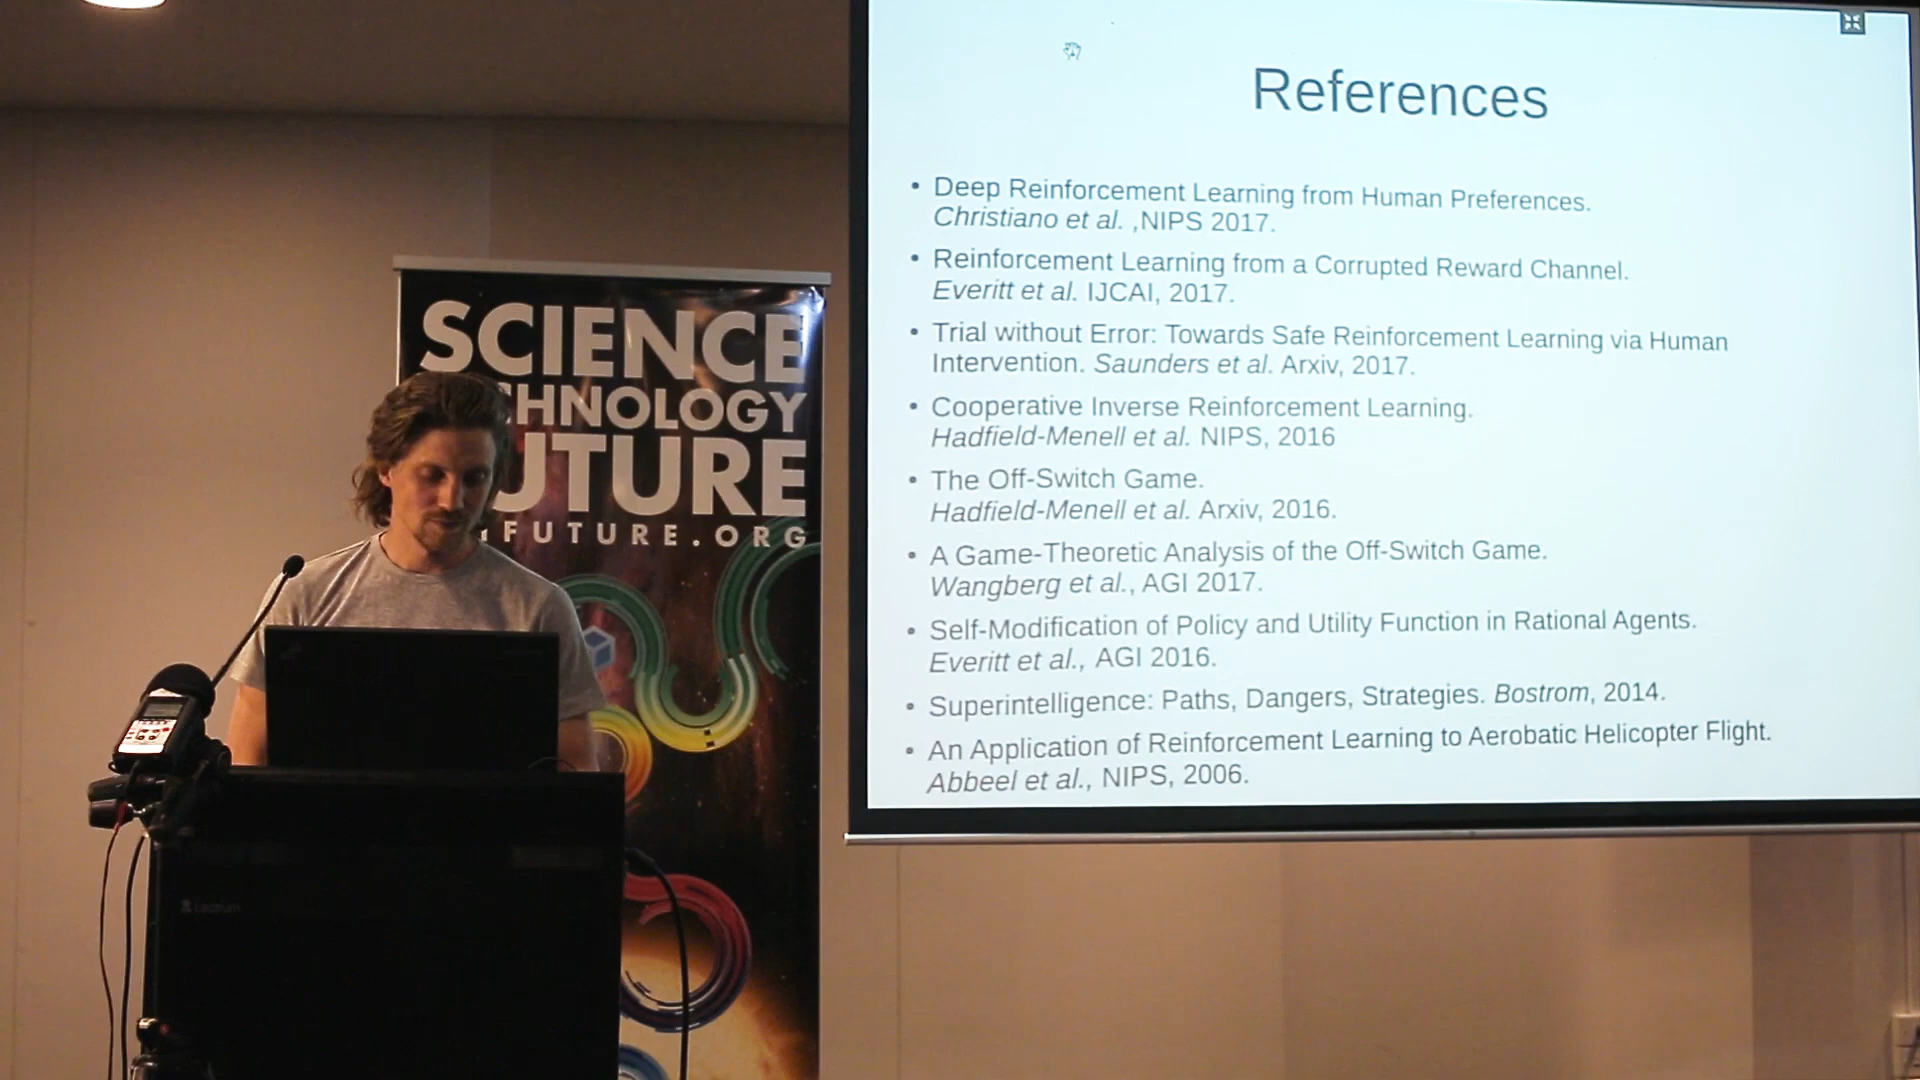 References
• Deep Reinforcement Learning from Human Preferences.
Christiano et al. ,NIPS 2017.
• Reinforcement Learning from a Corrupted Reward Channel.
Everitt et al. IJCAI, 2017.
• Trial without Error: Towards Safe Reinforcement Learning via Human
Intervention. Saunders et al. Arxiv, 2017.
• Cooperative Inverse Reinforcement Learning.
Hadfield-Menell et al. NIPS, 2016
• The Off-Switch Game.
Hadfield-Menell et al. Arxiv, 2016.
• A Game-Theoretic Analysis of the Off-Switch Game.
Wangberg et al., AGI 2017.
• Self-Modification of Policy and Utility Function in Rational Agents.
Everitt et al., AGI 2016.
• Superintelligence: Paths, Dangers, Strategies. Bostrom, 2014.
• An Application of Reinforcement Learning to Aerobatic Helicopter Flight.
Abbeel et al., NIPS, 2006.
SCIENCE
CHNOLOGY
UTURE
FUTURE.ORG
Lectrum